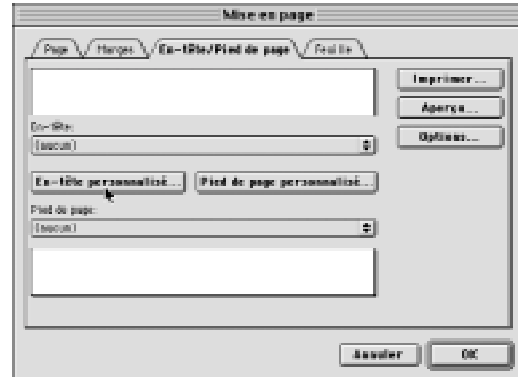 Mise en page
Page Marges En-tête/Pied de page Feuille
Imprimer...
Aperçu...
Options...
En-tête:
(aucun)
En-tête personnalisé... Pied de page personnalisé...
Pied de page:
(aucun)
Annuler OK